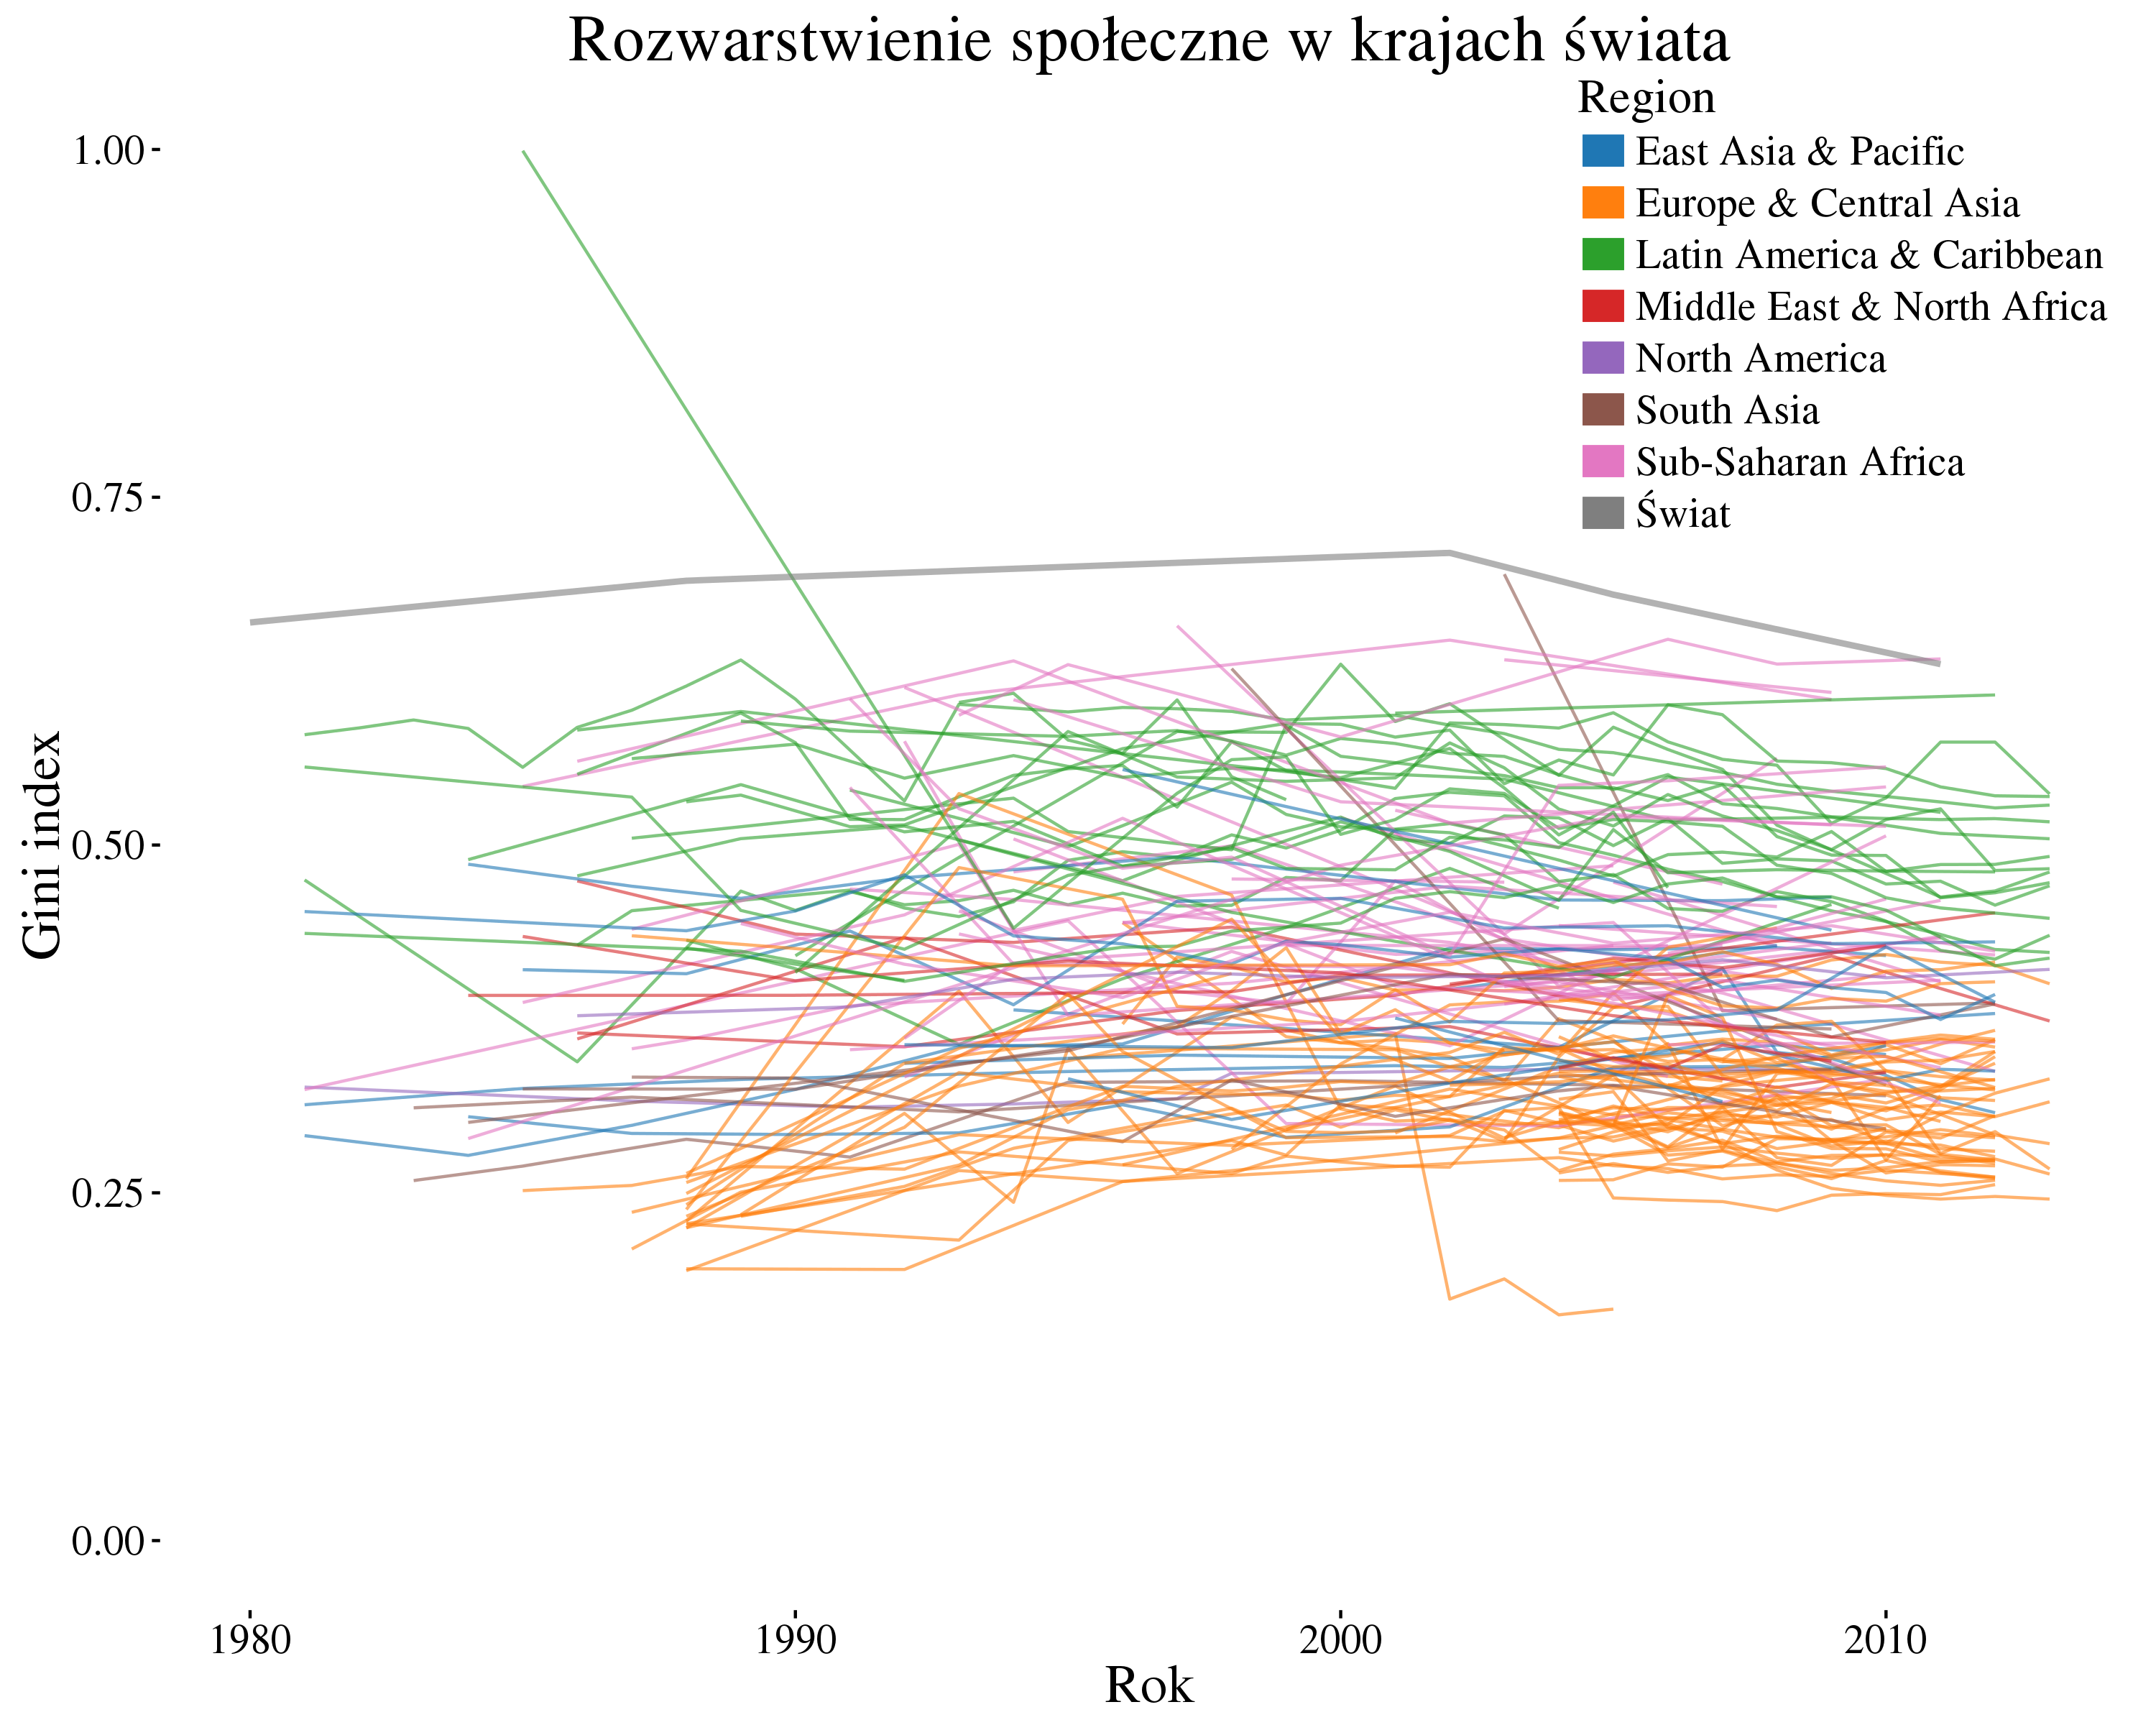 Rozwarstwienie społeczne w krajach świata
Region
East Asia & Pacific
Europe & Central Asia
Latin America & Caribbean
Middle East & North Africa
North America
South Asia
Sub-Saharan Africa
Świat
Gini index
1.00
0.75
0.50
0.25
0.00
1980
1990
2000
2010
Rok